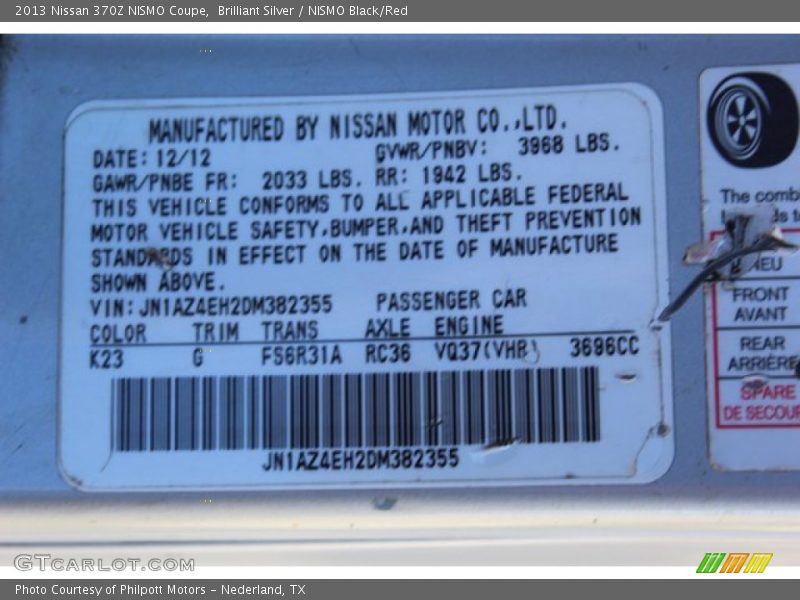 2013 Nissan 370Z NISMO Coupe,  Brilliant Silver / NISMO Black/Red
MANUFACTURED BY NISSAN MOTOR CO.,LTD.
DATE: 12/12 GVWR/PNBV: 3968 LBS.
GAWR/PNBE FR: 2033 LBS. RR: 1942 LBS.
THIS VEHICLE CONFORMS TO ALL APPLICABLE FEDERAL
MOTOR VEHICLE SAFETY,BUMPER,AND THEFT PREVENTION
STANDARDS IN EFFECT ON THE DATE OF MANUFACTURE
SHOWN ABOVE.
VIN: JN1AZ4EH2DM382355 PASSENGER CAR
COLOR TRIM TRANS AXLE ENGINE
K23 G FS6R31A RC36 VQ37(VHR) 3696CC
JN1AZ4EH2DM382355
The comb
FRONT
AVANT
REAR
ARRIÈRE
SPARE
DE SECOUR
GTCARLOT.COM
Photo Courtesy of Philpott Motors - Nederland, TX